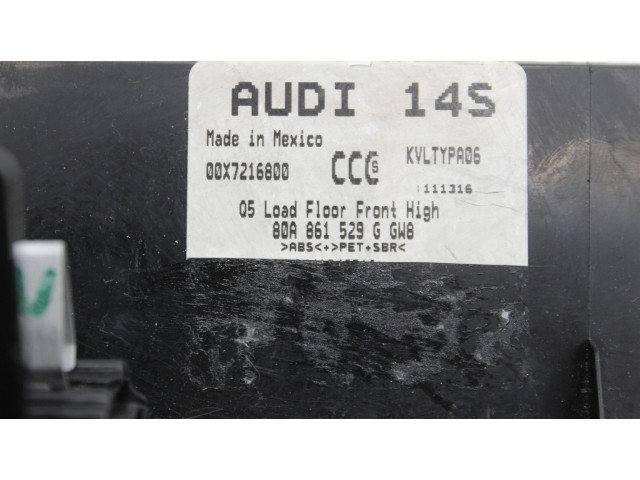 AUDI 14S
Made in Mexico
00X7216800 CCG S KVLTYPA06
111316
Q5 Load Floor Front High
80A 861 529 G GW8
>ABS<+>PET+SBR<